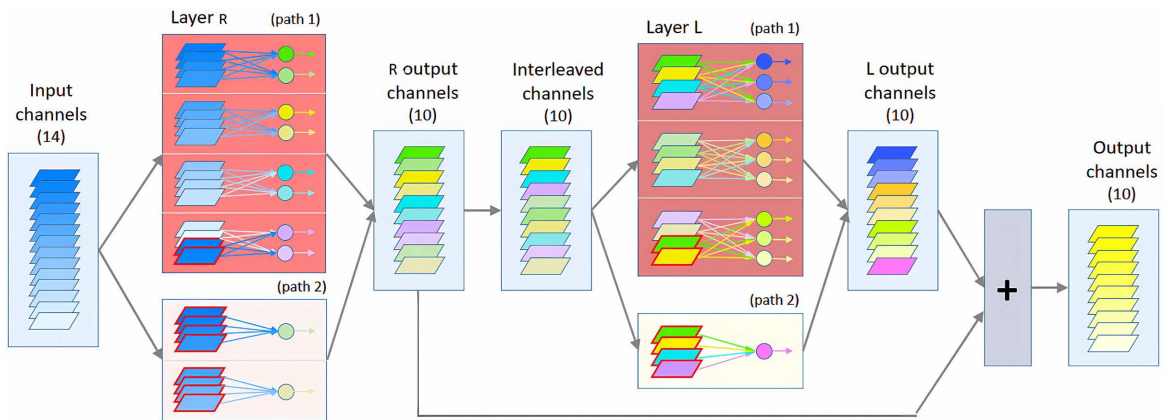 Input
channels
(14)
Layer R
(path 1)
(path 2)
R output
channels
(10)
Interleaved
channels
(10)
Layer L
(path 1)
(path 2)
L output
channels
(10)
+
Output
channels
(10)